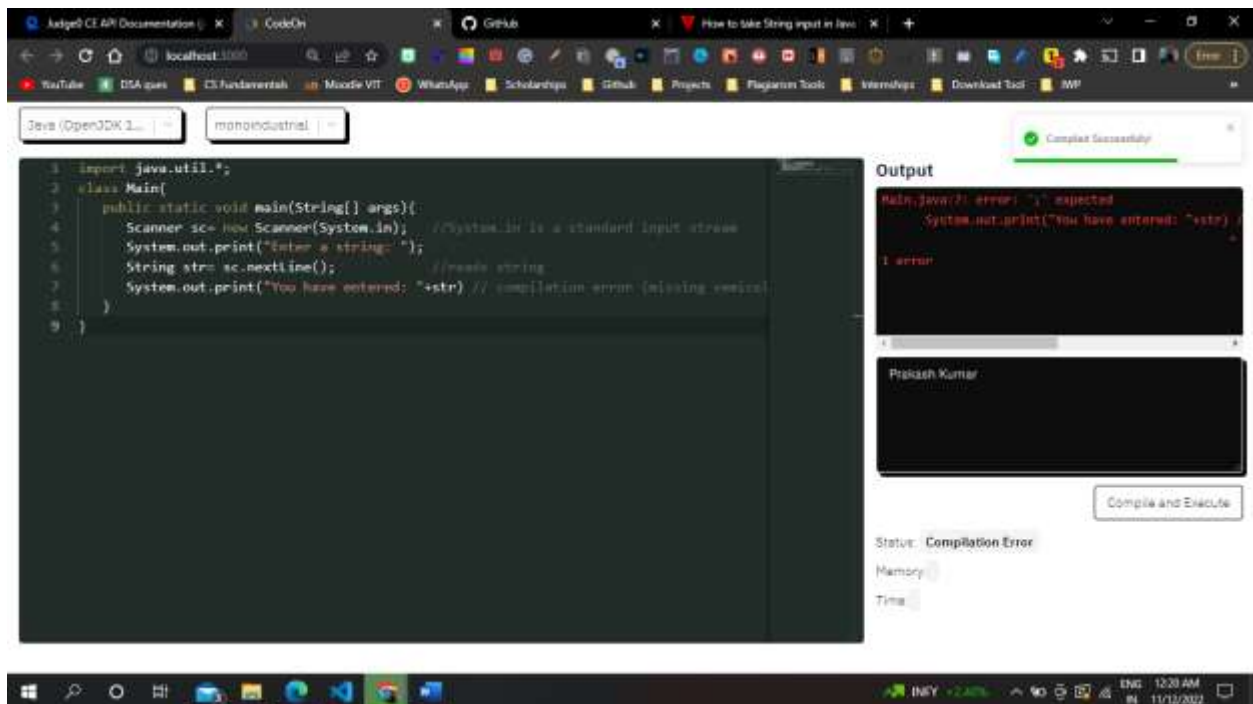 Judge0 CE API Documentation
CodeOn
GitHub
How to take String input in Java
localhost:3000
Error
YouTube
DSA ques
CS Fundamentals
Moodle VIT
WhatsApp
Scholarships
Github
Projects
Plagiarism Tools
Internships
Download Tool
IWP
Java (OpenJDK 1...
monoindustrial
Compiled Successfully!
1 import java.util.*;
2 class Main{
3 public static void main(String[] args){
4 Scanner sc= new Scanner(System.in); //System.in is a standard input stream
5 System.out.print("Enter a string: ");
6 String str= sc.nextLine(); //reads string
7 System.out.print("You have entered: "+str) // compilation error (missing
8 }
9 }
Output
Main.java:7: error: ';' expected
System.out.print("You have entered: "+str) /
^
1 error
Prakash Kumar
Compile and Execute
Status: Compilation Error
Memory:
Time:
INFY +2.40%
ENG
IN
12:20 AM
11/12/2022